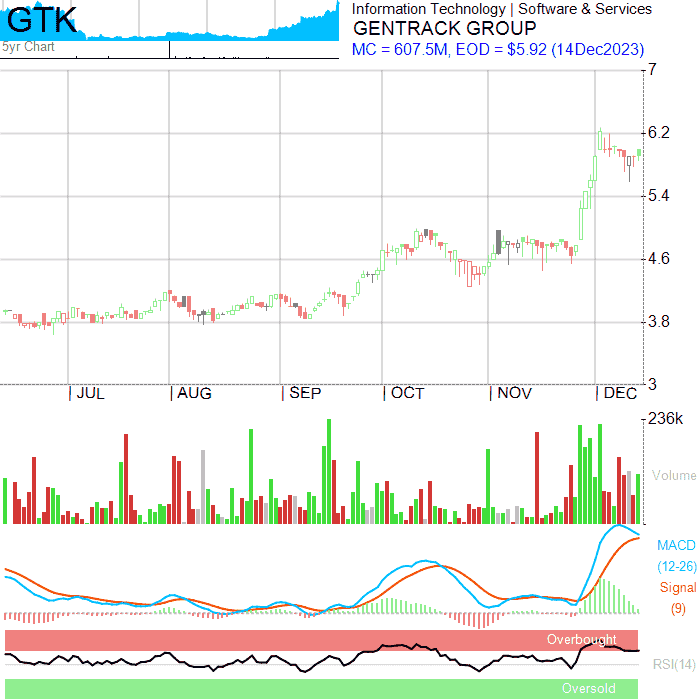 GTK
5yr Chart
Information Technology | Software & Services
GENTRACK GROUP
MC = 607.5M, EOD = $5.92 (14Dec2023)
7
6.2
5.4
4.6
3.8
3
JUL
AUG
SEP
OCT
NOV
DEC
236k
Volume
MACD
(12-26)
Signal
(9)
Overbought
RSI(14)
Oversold